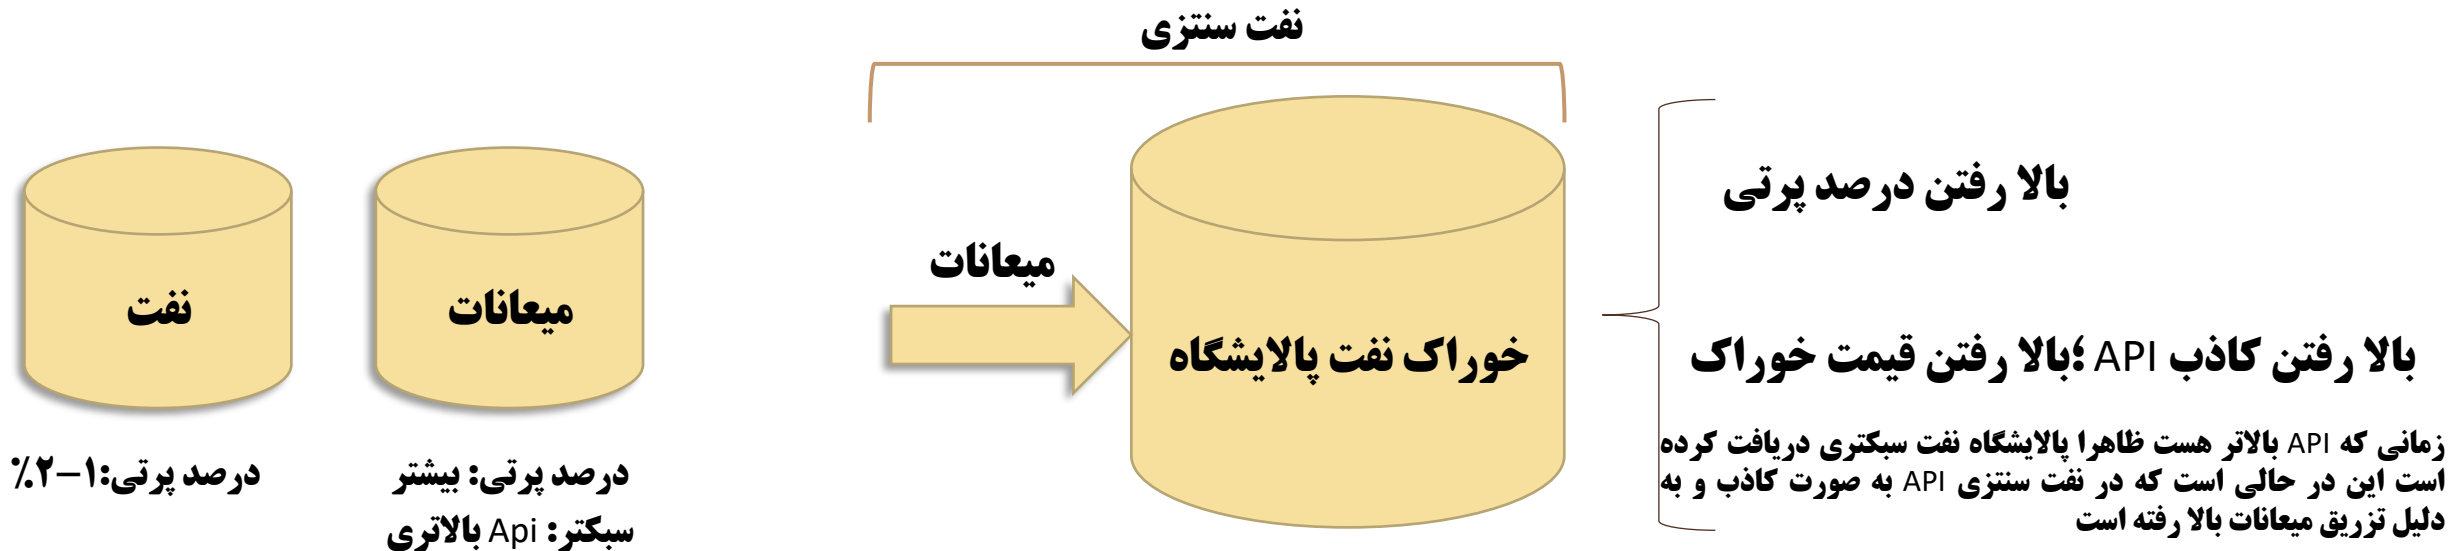 نفت سنتزی
بالا رفتن درصد پرتی
میعانات
نفت
میعانات
خوراک نفت پالایشگاه
بالا رفتن کاذب API ؛بالا رفتن قیمت خوراک
زمانی که API بالاتر هست ظاهرا پالایشگاه نفت سبکتری دریافت کرده
است این در حالی است که در نفت سنتزی API به صورت کاذب و به
دلیل تزریق میعانات بالا رفته است
درصد پرتی:۱-۲٪
درصد پرتی: بیشتر
سبکتر: Api بالاتری